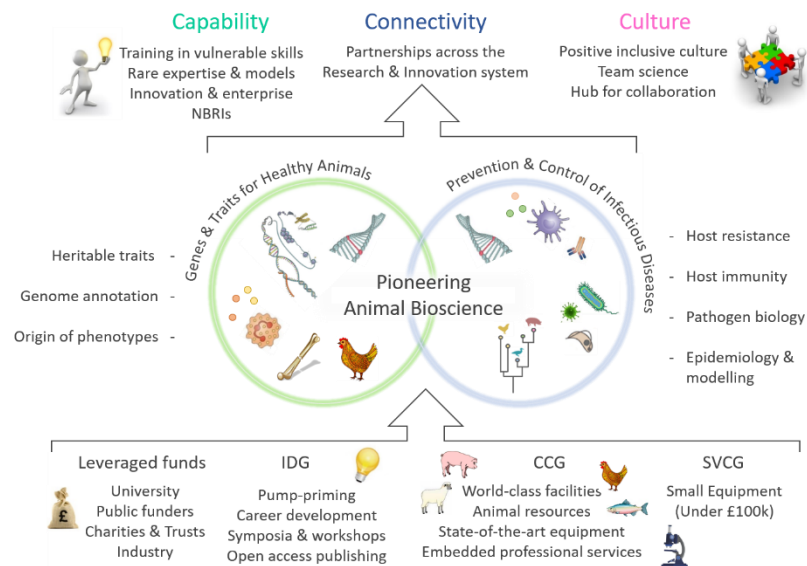 Capability
Training in vulnerable skills
Rare expertise & models
Innovation & enterprise
NBRIs
Connectivity
Partnerships across the
Research & Innovation system
Culture
Positive inclusive culture
Team science
Hub for collaboration
Genes & Traits for Healthy Animals
Prevention & Control of Infectious Diseases
Heritable traits -
Genome annotation -
Origin of phenotypes -
Pioneering
Animal Bioscience
- Host resistance
- Host immunity
- Pathogen biology
- Epidemiology &
modelling
Leveraged funds
£
University
Public funders
Charities & Trusts
Industry
IDG
Pump-priming
Career development
Symposia & workshops
Open access publishing
CCG
World-class facilities
Animal resources
State-of-the-art equipment
Embedded professional services
SVCG
Small Equipment
(Under £100k)